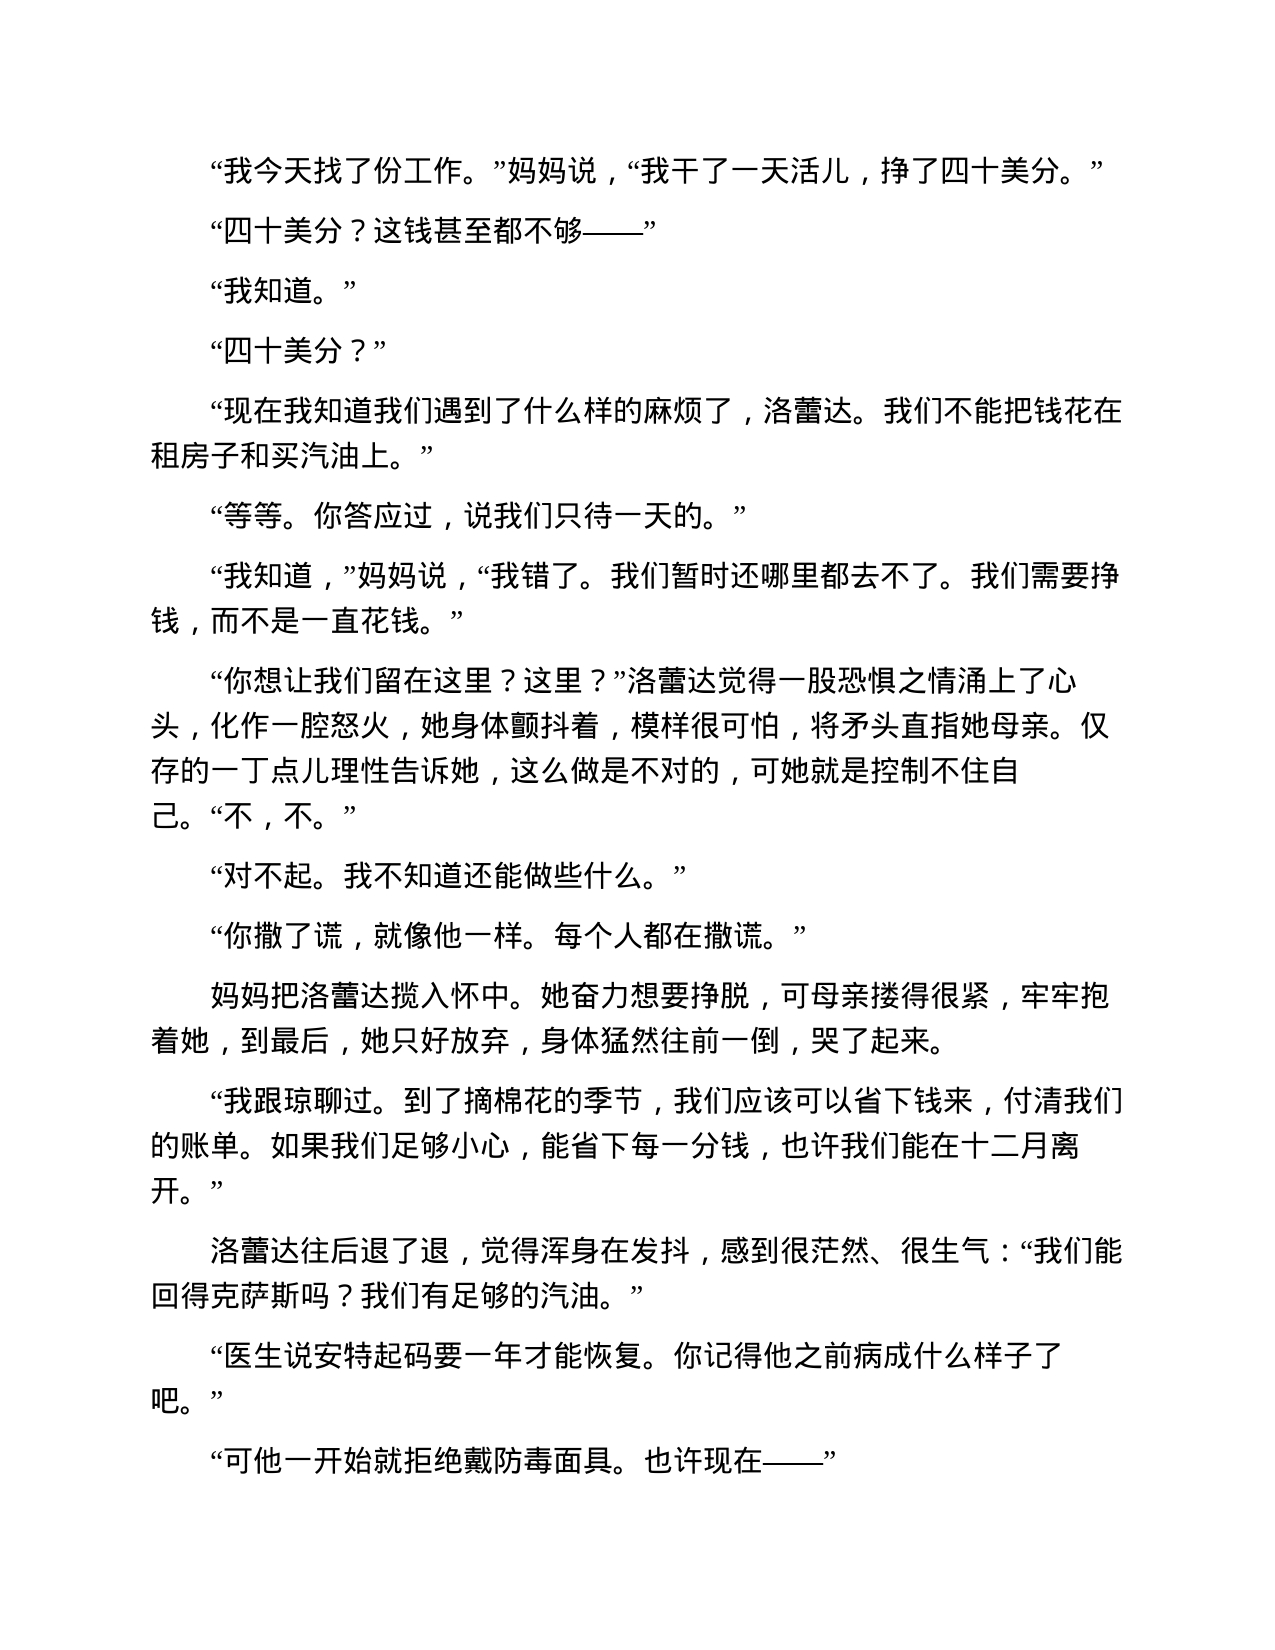 “我今天找了份工作。”妈妈说，“我干了一天活儿，挣了四十美分。”
“四十美分？这钱甚至都不够——”
“我知道。”
“四十美分？”
“现在我知道我们遇到了什么样的麻烦了，洛蕾达。我们不能把钱花在
租房子和买汽油上。”
“等等。你答应过，说我们只待一天的。”
“我知道，”妈妈说，“我错了。我们暂时还哪里都去不了。我们需要挣
钱，而不是一直花钱。”
“你想让我们留在这里？这里？”洛蕾达觉得一股恐惧之情涌上了心
头，化作一腔怒火，她身体颤抖着，模样很可怕，将矛头直指她母亲。仅
存的一丁点儿理性告诉她，这么做是不对的，可她就是控制不住自
己。“不，不。”
“对不起。我不知道还能做些什么。”
“你撒了谎，就像他一样。每个人都在撒谎。”
妈妈把洛蕾达揽入怀中。她奋力想要挣脱，可母亲搂得很紧，牢牢抱
着她，到最后，她只好放弃，身体猛然往前一倒，哭了起来。
“我跟琼聊过。到了摘棉花的季节，我们应该可以省下钱来，付清我们
的账单。如果我们足够小心，能省下每一分钱，也许我们能在十二月离
开。”
洛蕾达往后退了退，觉得浑身在发抖，感到很茫然、很生气：“我们能
回得克萨斯吗？我们有足够的汽油。”
“医生说安特起码要一年才能恢复。你记得他之前病成什么样子了
吧。”
“可他一开始就拒绝戴防毒面具。也许现在——”